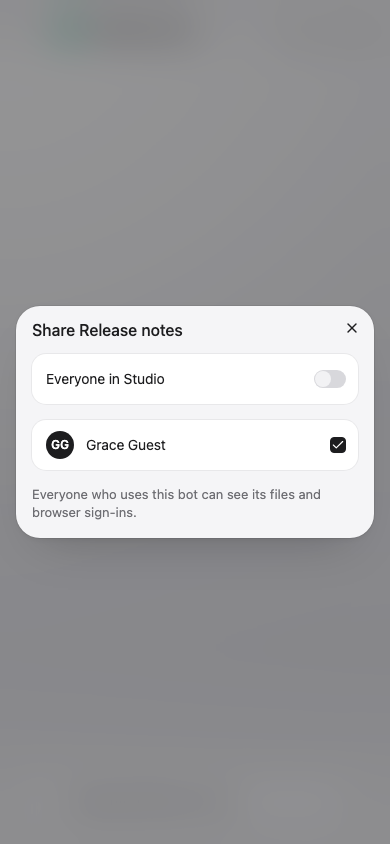 Share Release notes
Everyone in Studio
GG Grace Guest
Everyone who uses this bot can see its files and
browser sign-ins.